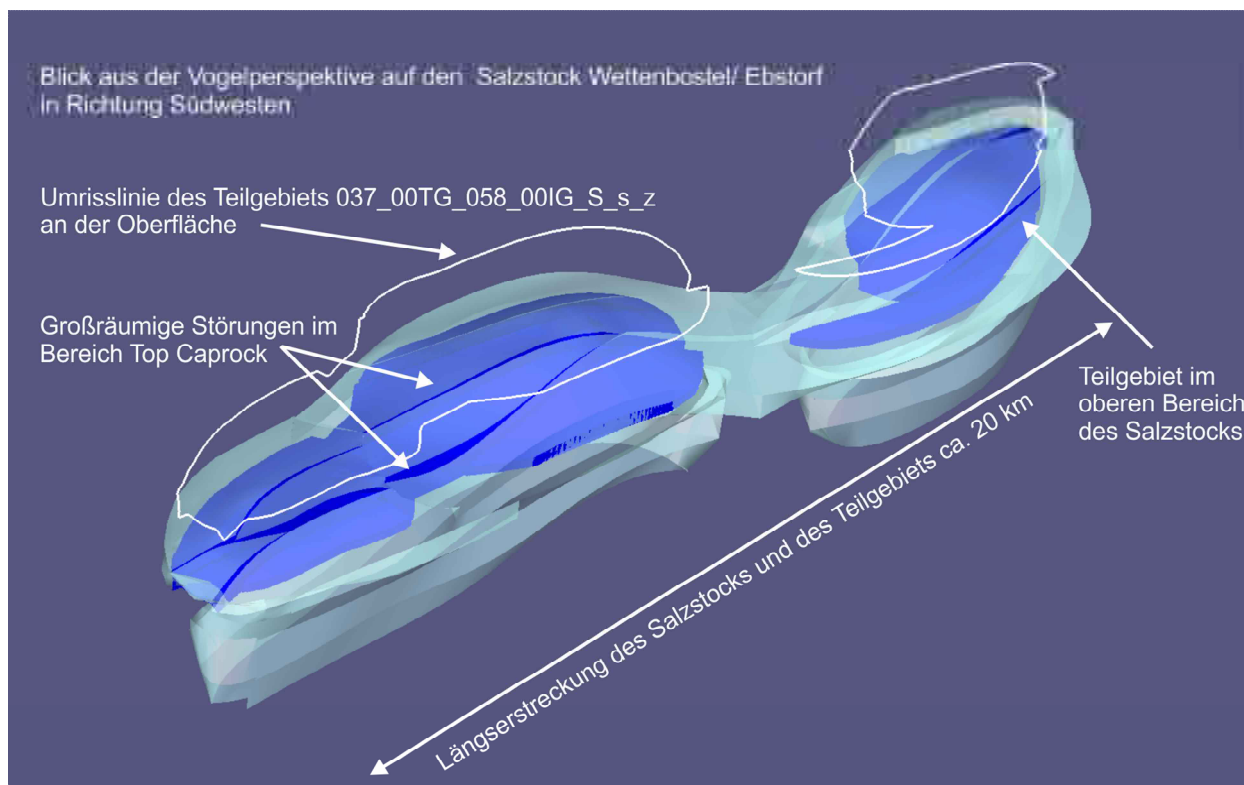 Blick aus der Vogelperspektive auf den Salzstock Wettenbostel/ Ebstorf
in Richtung Südwesten
Umrisslinie des Teilgebiets 037_00TG_058_00IG_S_s_z
an der Oberfläche
Großräumige Störungen im
Bereich Top Caprock
Teilgebiet im
oberen Bereich
des Salzstocks
Längserstreckung des Salzstocks und des Teilgebiets ca. 20 km